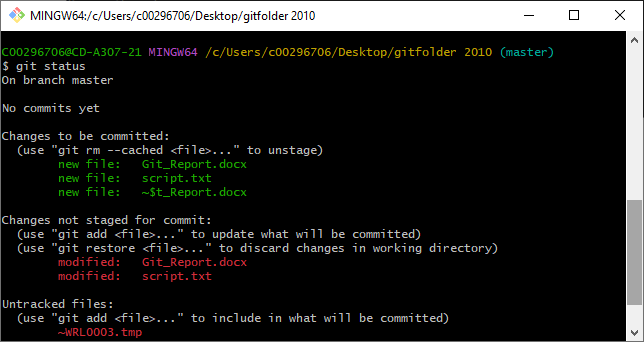 MINGW64:/c/Users/c00296706/Desktop/gitfolder 2010
C00296706@CD-A307-21 MINGW64 /c/Users/c00296706/Desktop/gitfolder 2010 (master)
$ git status
On branch master
No commits yet
Changes to be committed:
  (use "git rm --cached <file>..." to unstage)
        new file:   Git_Report.docx
        new file:   script.txt
        new file:   ~$t_Report.docx
Changes not staged for commit:
  (use "git add <file>..." to update what will be committed)
  (use "git restore <file>..." to discard changes in working directory)
        modified:   Git_Report.docx
        modified:   script.txt
Untracked files:
  (use "git add <file>..." to include in what will be committed)
        ~WRL0003.tmp